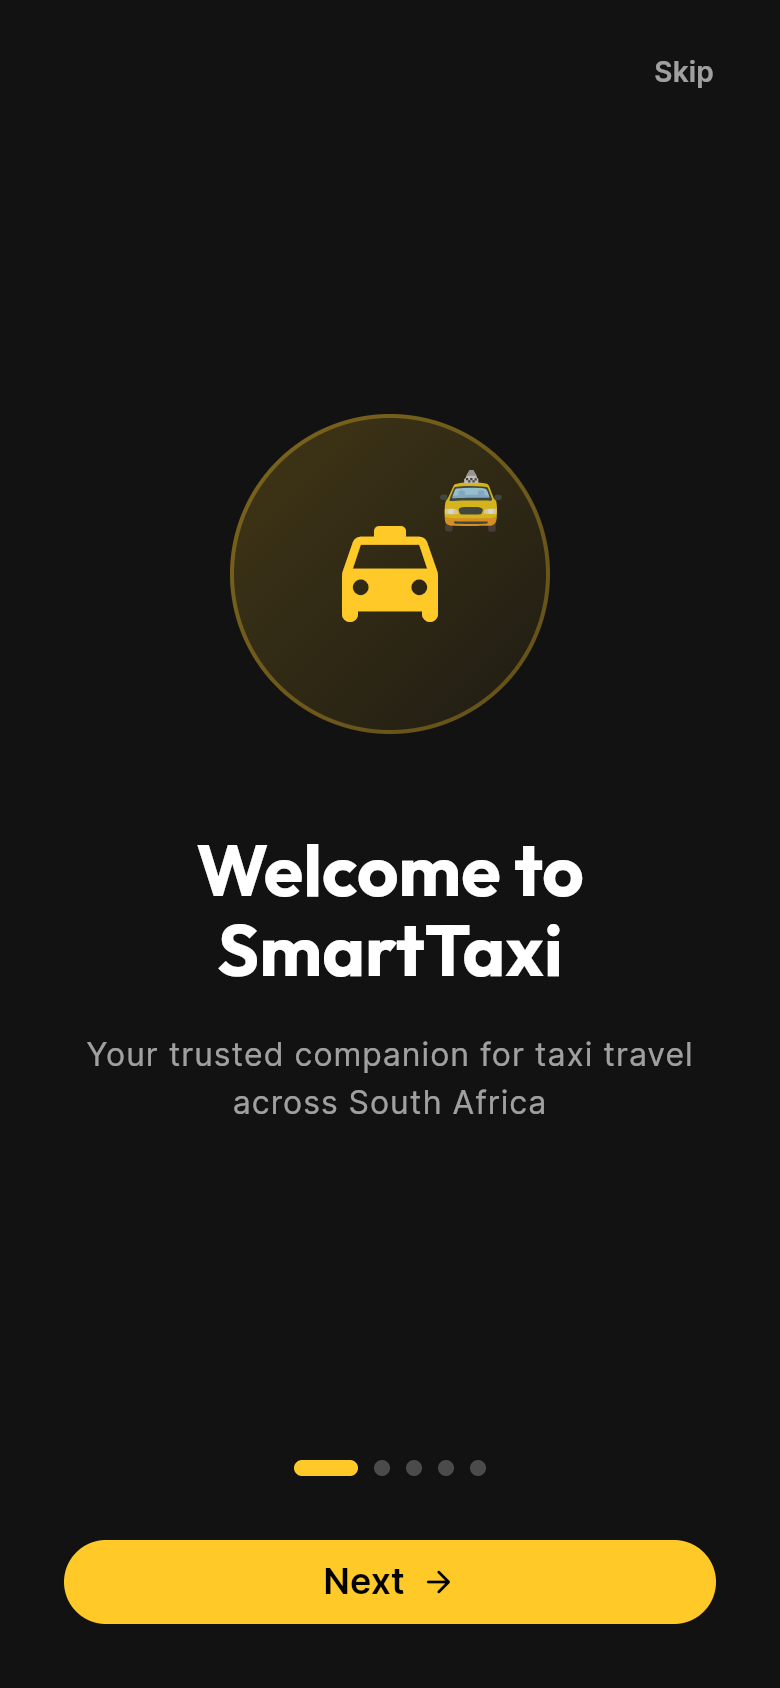 Skip
Welcome to
SmartTaxi
Your trusted companion for taxi travel
across South Africa
Next →